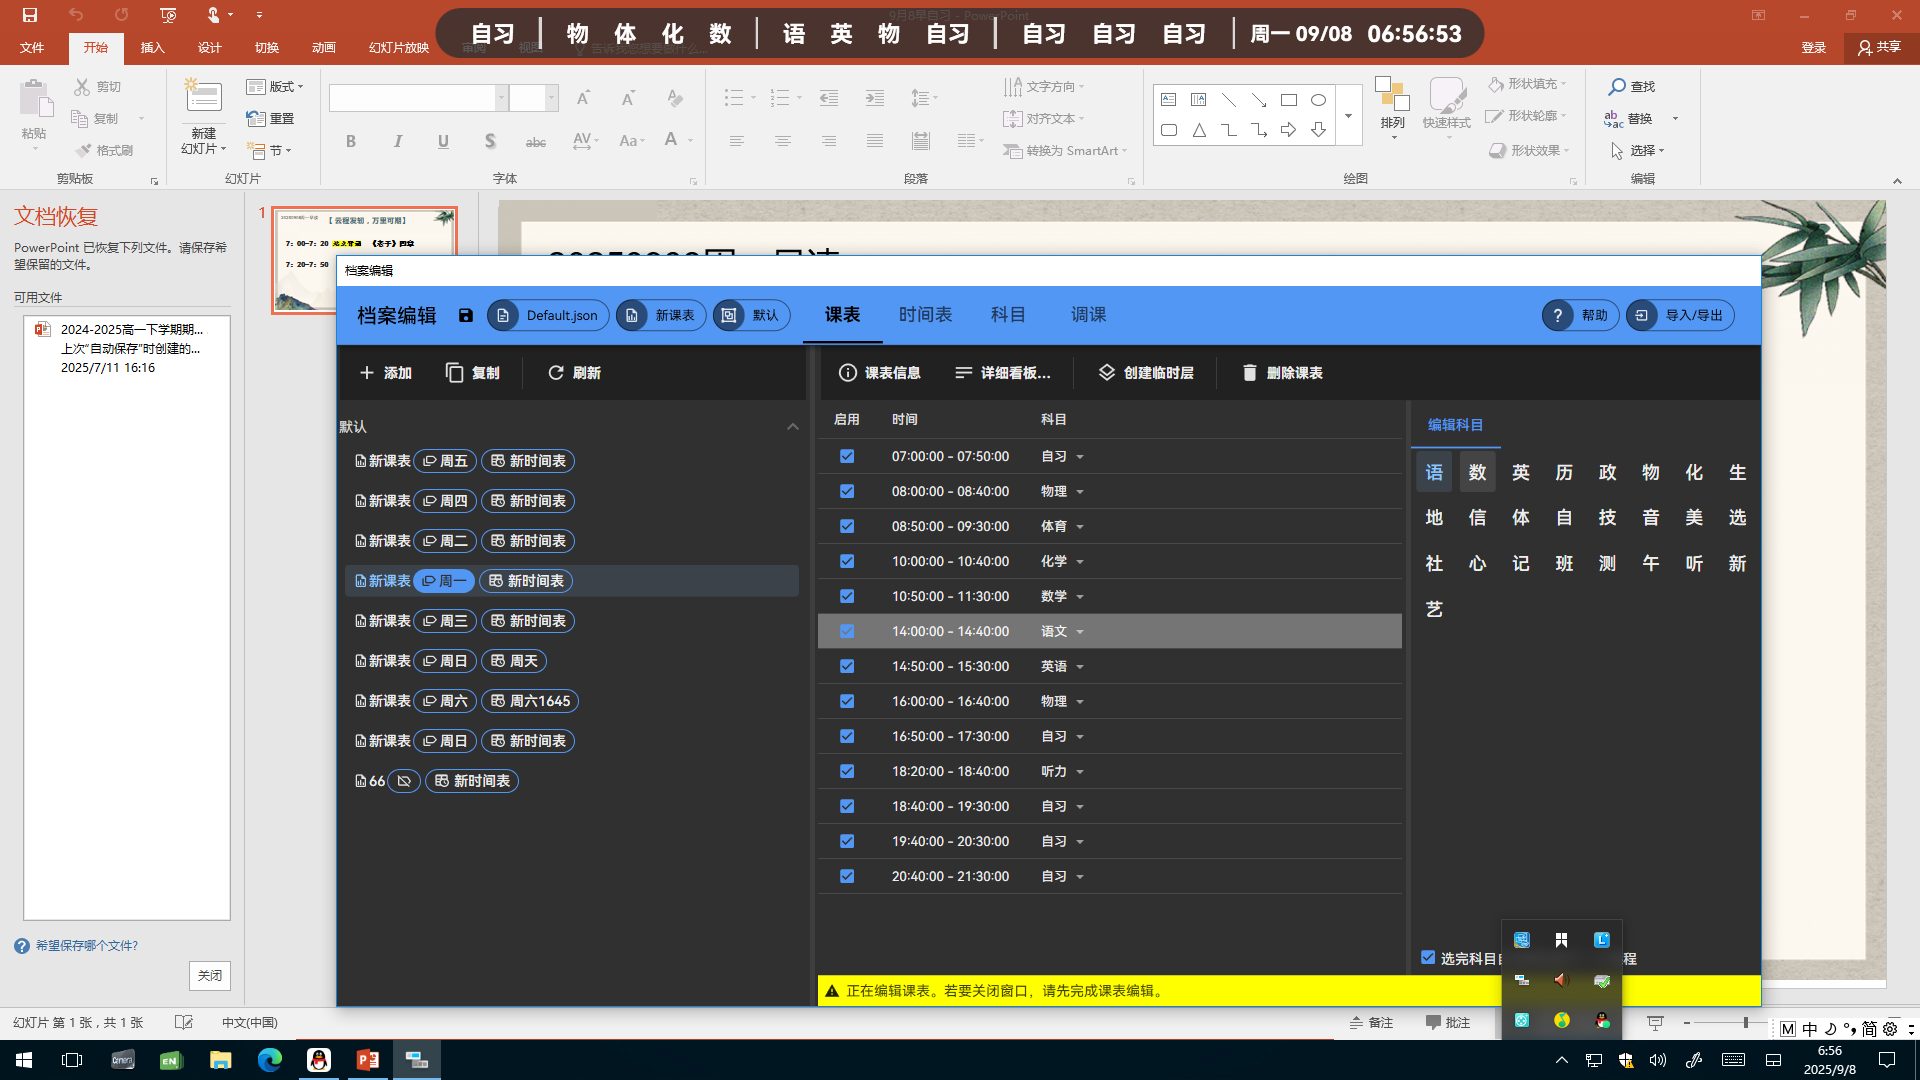 自习 | 物 体 化 数 | 语 英 物 自习 | 自习 自习 自习 | 周一 09/08 06:56:53
文件 开始 插入 设计 切换 动画 幻灯片放映 审阅 视图
登录 共享
粘贴
剪切
复制
格式刷
剪贴板
新建
幻灯片
版式
重置
节
幻灯片
字体
文字方向
对齐文本
转换为 SmartArt
段落
排列
快速样式
形状填充
形状轮廓
形状效果
绘图
查找
替换
选择
编辑
文档恢复
PowerPoint 已恢复下列文件。请保存希
望保留的文件。
可用文件
2024-2025高一下学期期...
上次“自动保存”时创建的...
2025/7/11 16:16
希望保存哪个文件?
关闭
1
【 云程发轫，万里可期】
7：00-7：20
《老子》四章
7：20-7：50
档案编辑
档案编辑 Default.json 新课表 默认 课表 时间表 科目 调课 帮助 导入/导出
添加 复制 刷新
课表信息 详细看板... 创建临时层 删除课表
默认
新课表 周五 新时间表
新课表 周四 新时间表
新课表 周二 新时间表
新课表 周一 新时间表
新课表 周三 新时间表
新课表 周日 周天
新课表 周六 周六1645
新课表 周日 新时间表
66 新时间表
启用 时间 科目
07:00:00 - 07:50:00 自习
08:00:00 - 08:40:00 物理
08:50:00 - 09:30:00 体育
10:00:00 - 10:40:00 化学
10:50:00 - 11:30:00 数学
14:00:00 - 14:40:00 语文
14:50:00 - 15:30:00 英语
16:00:00 - 16:40:00 物理
16:50:00 - 17:30:00 自习
18:20:00 - 18:40:00 听力
18:40:00 - 19:30:00 自习
19:40:00 - 20:30:00 自习
20:40:00 - 21:30:00 自习
编辑科目
语 数 英 历 政 物 化 生
地 信 体 自 技 音 美 选
社 心 记 班 测 午 听 新
艺
选完科目
程
正在编辑课表。若要关闭窗口，请先完成课表编辑。
幻灯片 第 1 张，共 1 张 中文(中国)
备注 批注
M 中 简
6:56
2025/9/8